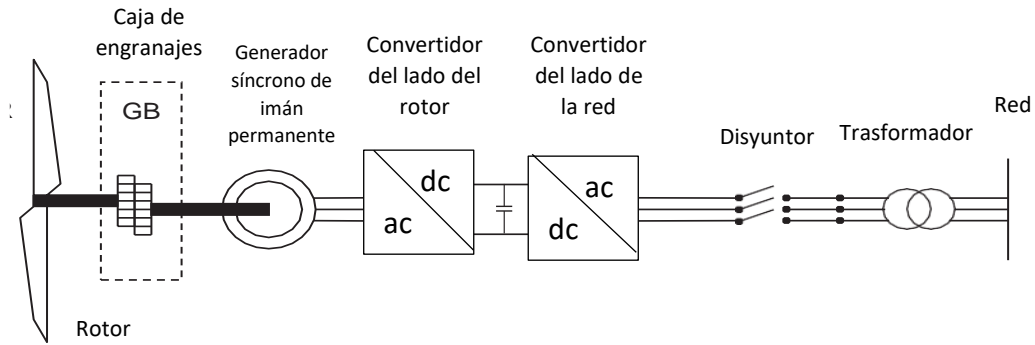 Caja de
engranajes
GB
Generador
síncrono de
imán
permanente
Convertidor
del lado del
rotor
Convertidor
del lado de
la red
Disyuntor
Trasformador
Red
dc
ac
ac
dc
Rotor